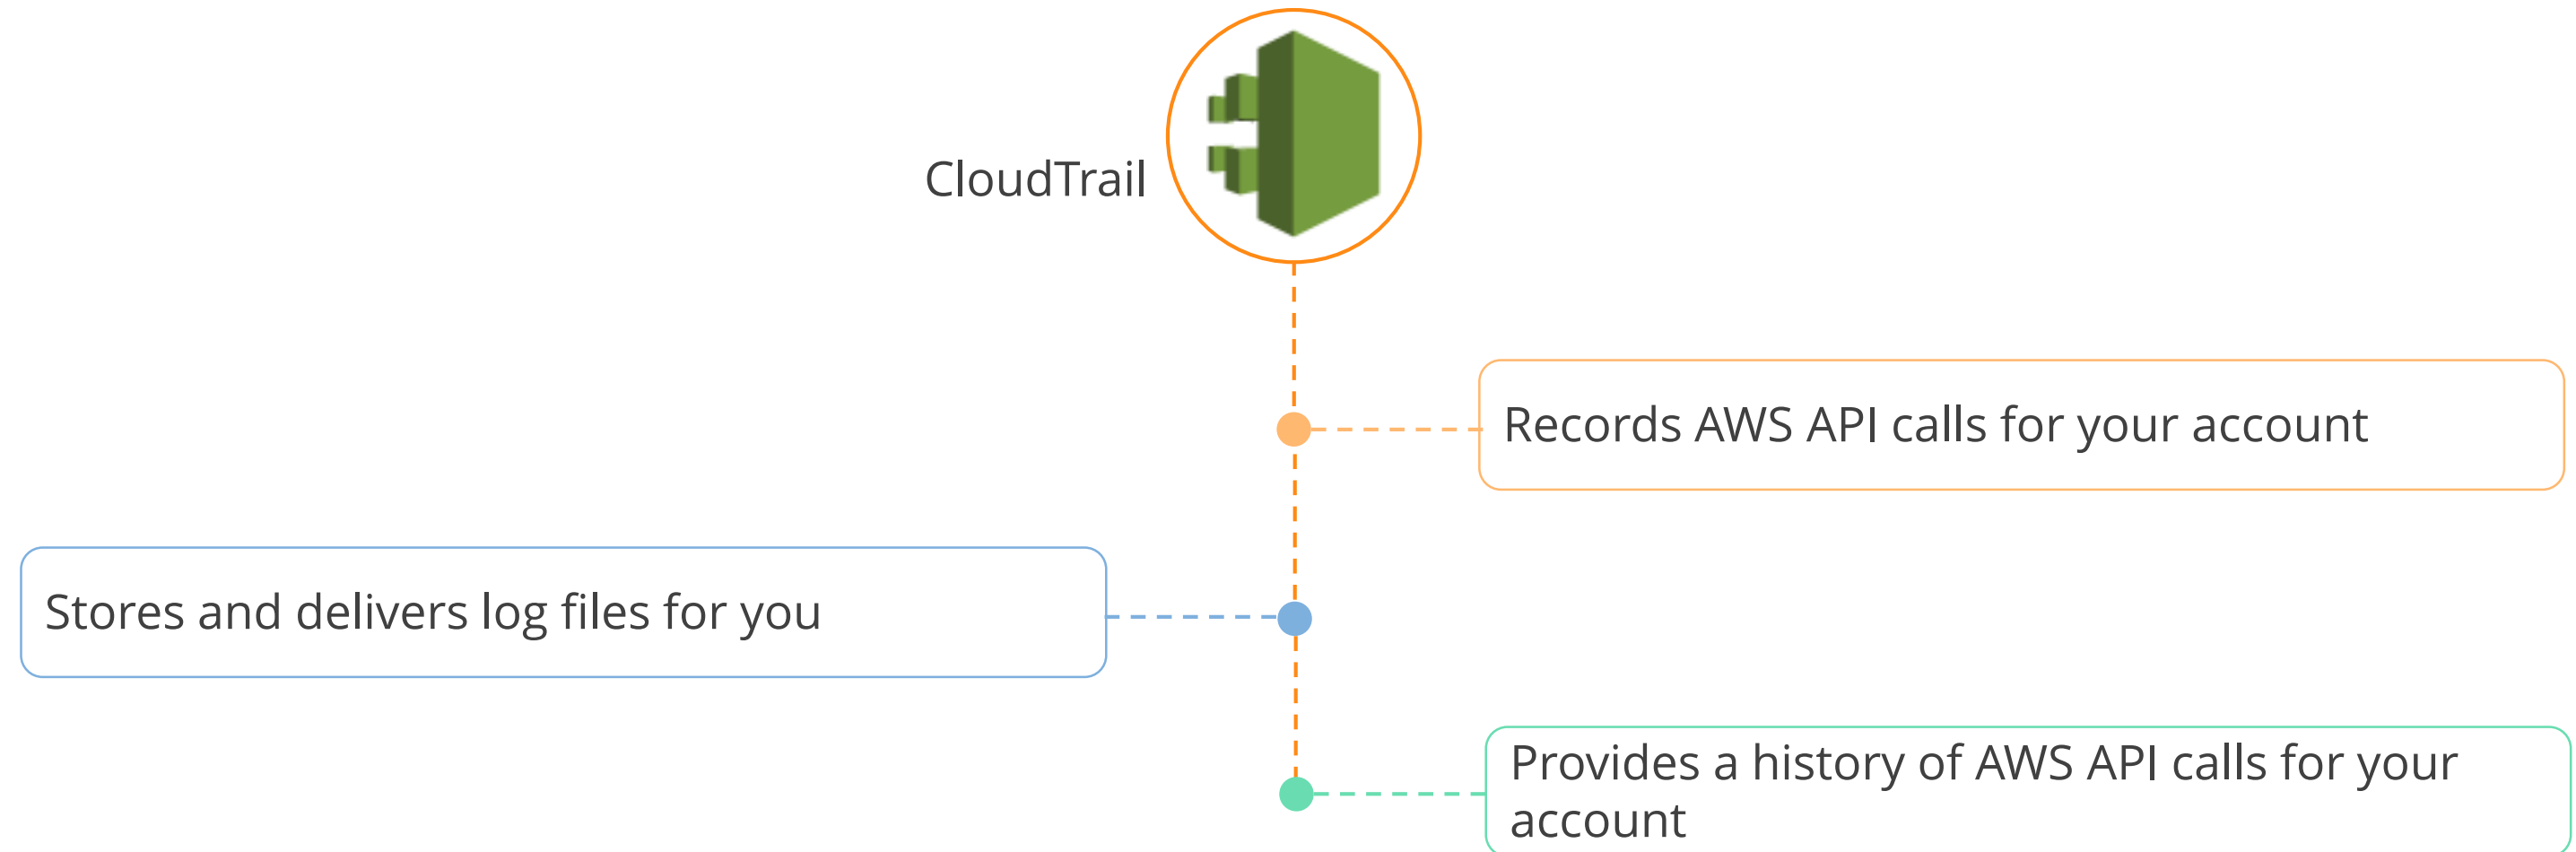 CloudTrail
Records AWS API calls for your account
Stores and delivers log files for you
Provides a history of AWS API calls for your
account